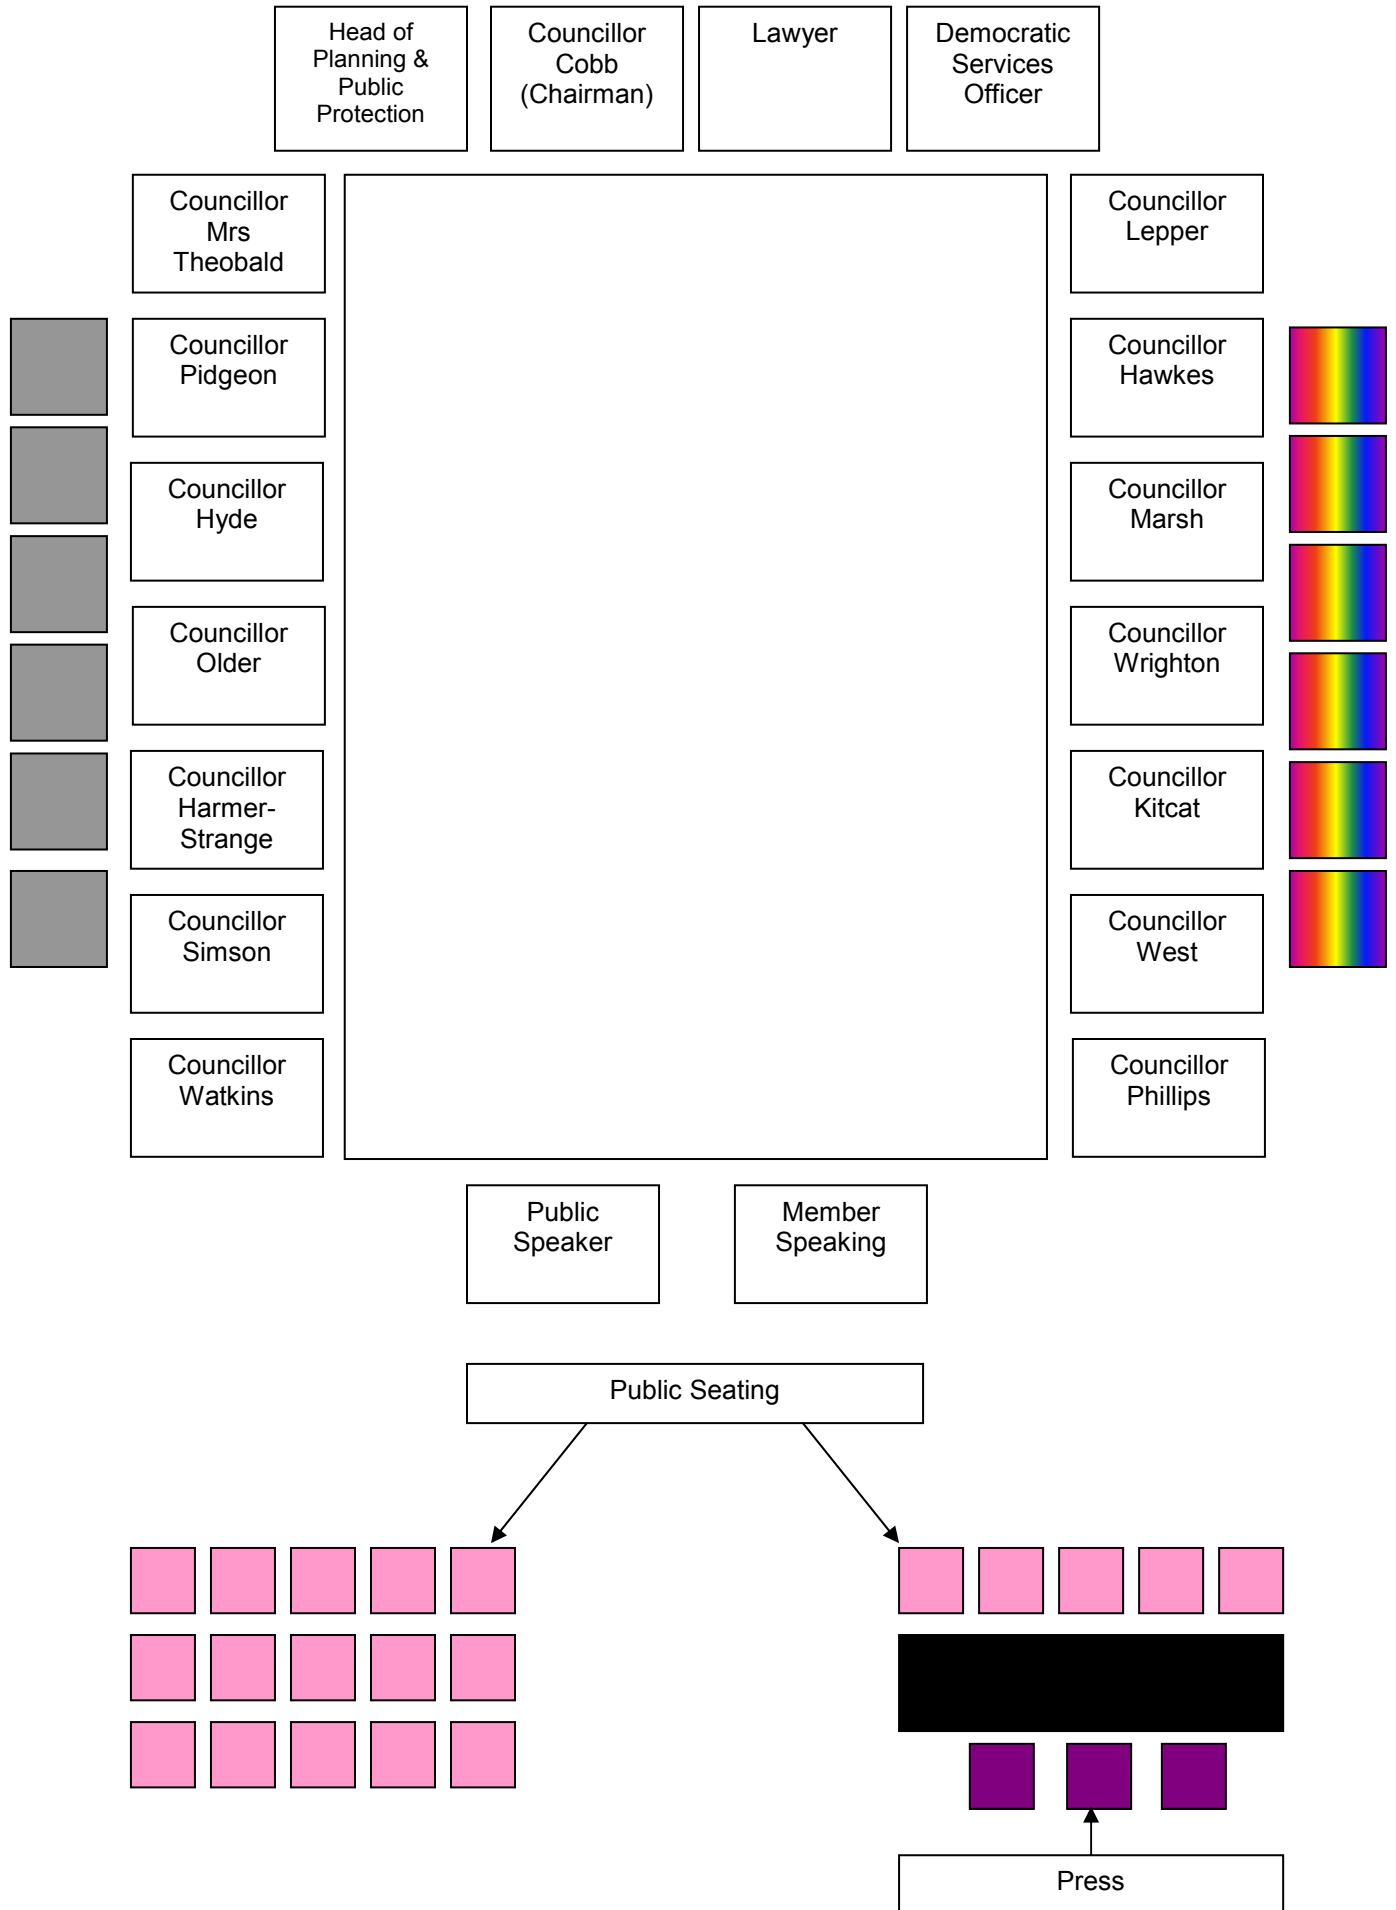 Head of
Planning &
Public
Protection
Councillor
Cobb
(Chairman)
Lawyer
Democratic
Services
Officer
Councillor
Mrs
Theobald
Councillor
Lepper
Councillor
Pidgeon
Councillor
Hawkes
Councillor
Hyde
Councillor
Marsh
Councillor
Older
Councillor
Wrighton
Councillor
Harmer-
Strange
Councillor
Kitcat
Councillor
Simson
Councillor
West
Councillor
Watkins
Councillor
Phillips
Public
Speaker
Member
Speaking
Public Seating
Press